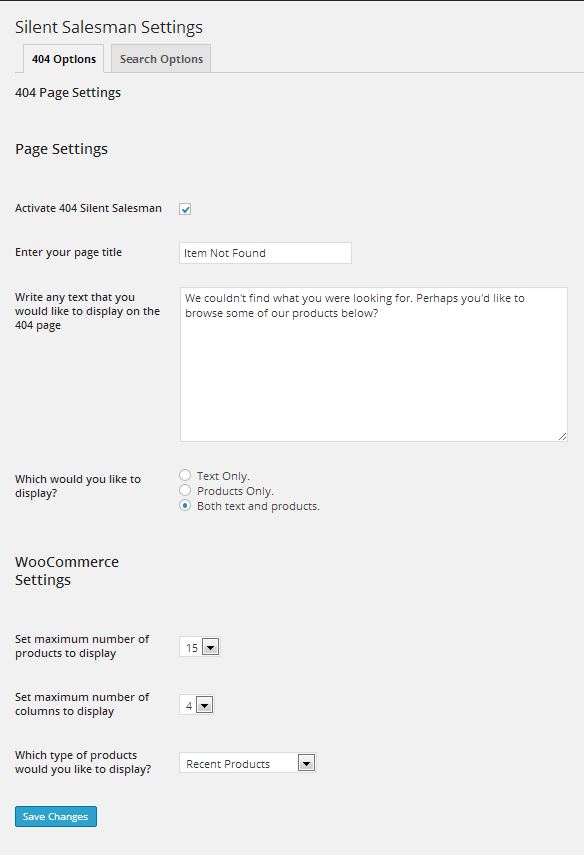 Silent Salesman Settings
404 Options
Search Options
404 Page Settings
Page Settings
Activate 404 Silent Salesman
Enter your page title
Item Not Found
Write any text that you
would like to display on the
404 page
We couldn't find what you were looking for. Perhaps you'd like to
browse some of our products below?
Which would you like to
display?
Text Only.
Products Only.
Both text and products.
WooCommerce
Settings
Set maximum number of
products to display
15
Set maximum number of
columns to display
4
Which type of products
would you like to display?
Recent Products
Save Changes